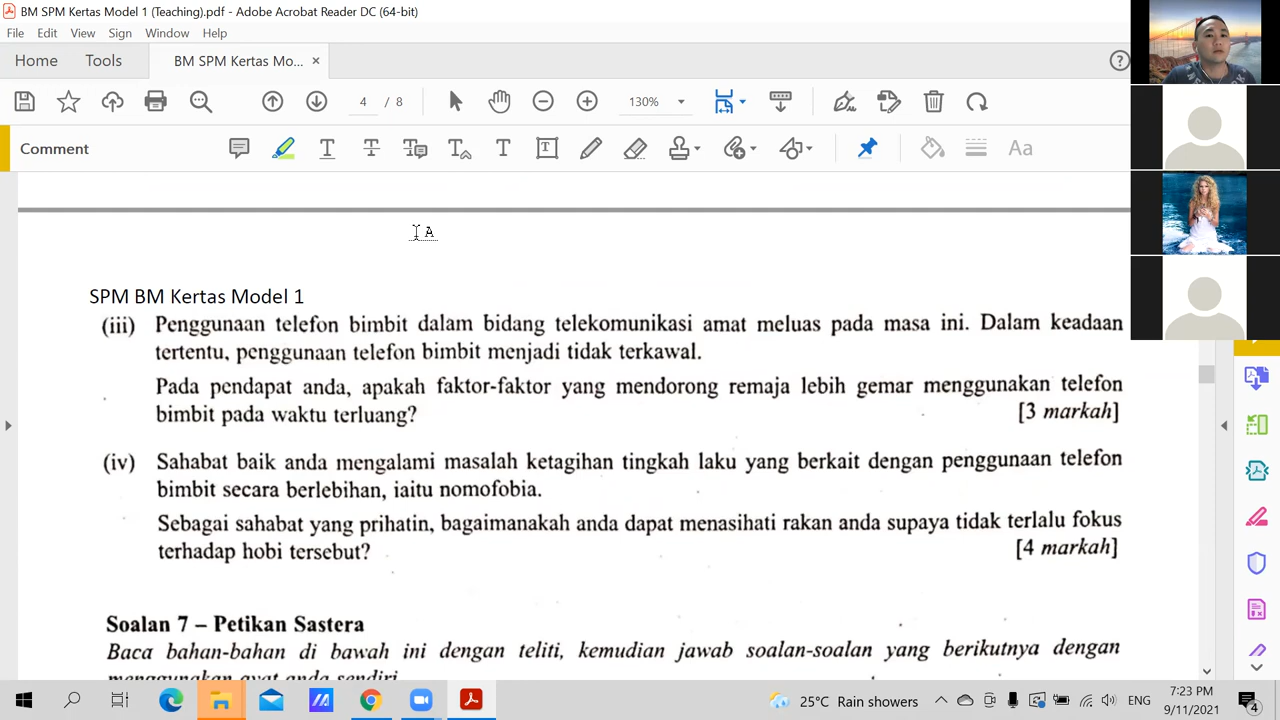 BM SPM Kertas Model 1 (Teaching).pdf - Adobe Acrobat Reader DC (64-bit)
File Edit View Sign Window Help
Home Tools BM SPM Kertas Mo... ×
4 / 8 130%
Comment
Aa
A
SPM BM Kertas Model 1
(iii) Penggunaan telefon bimbit dalam bidang telekomunikasi amat meluas pada masa ini. Dalam keadaan
tertentu, penggunaan telefon bimbit menjadi tidak terkawal.
Pada pendapat anda, apakah faktor-faktor yang mendorong remaja lebih gemar menggunakan telefon
bimbit pada waktu terluang? [3 markah]
(iv) Sahabat baik anda mengalami masalah ketagihan tingkah laku yang berkait dengan penggunaan telefon
bimbit secara berlebihan, iaitu nomofobia.
Sebagai sahabat yang prihatin, bagaimanakah anda dapat menasihati rakan anda supaya tidak terlalu fokus
terhadap hobi tersebut? [4 markah]
Soalan 7 – Petikan Sastera
Baca bahan-bahan di bawah ini dengan teliti, kemudian jawab soalan-soalan yang berikutnya dengan
menggunakan ayat anda sendiri.
25°C Rain showers ENG 7:23 PM
9/11/2021 4